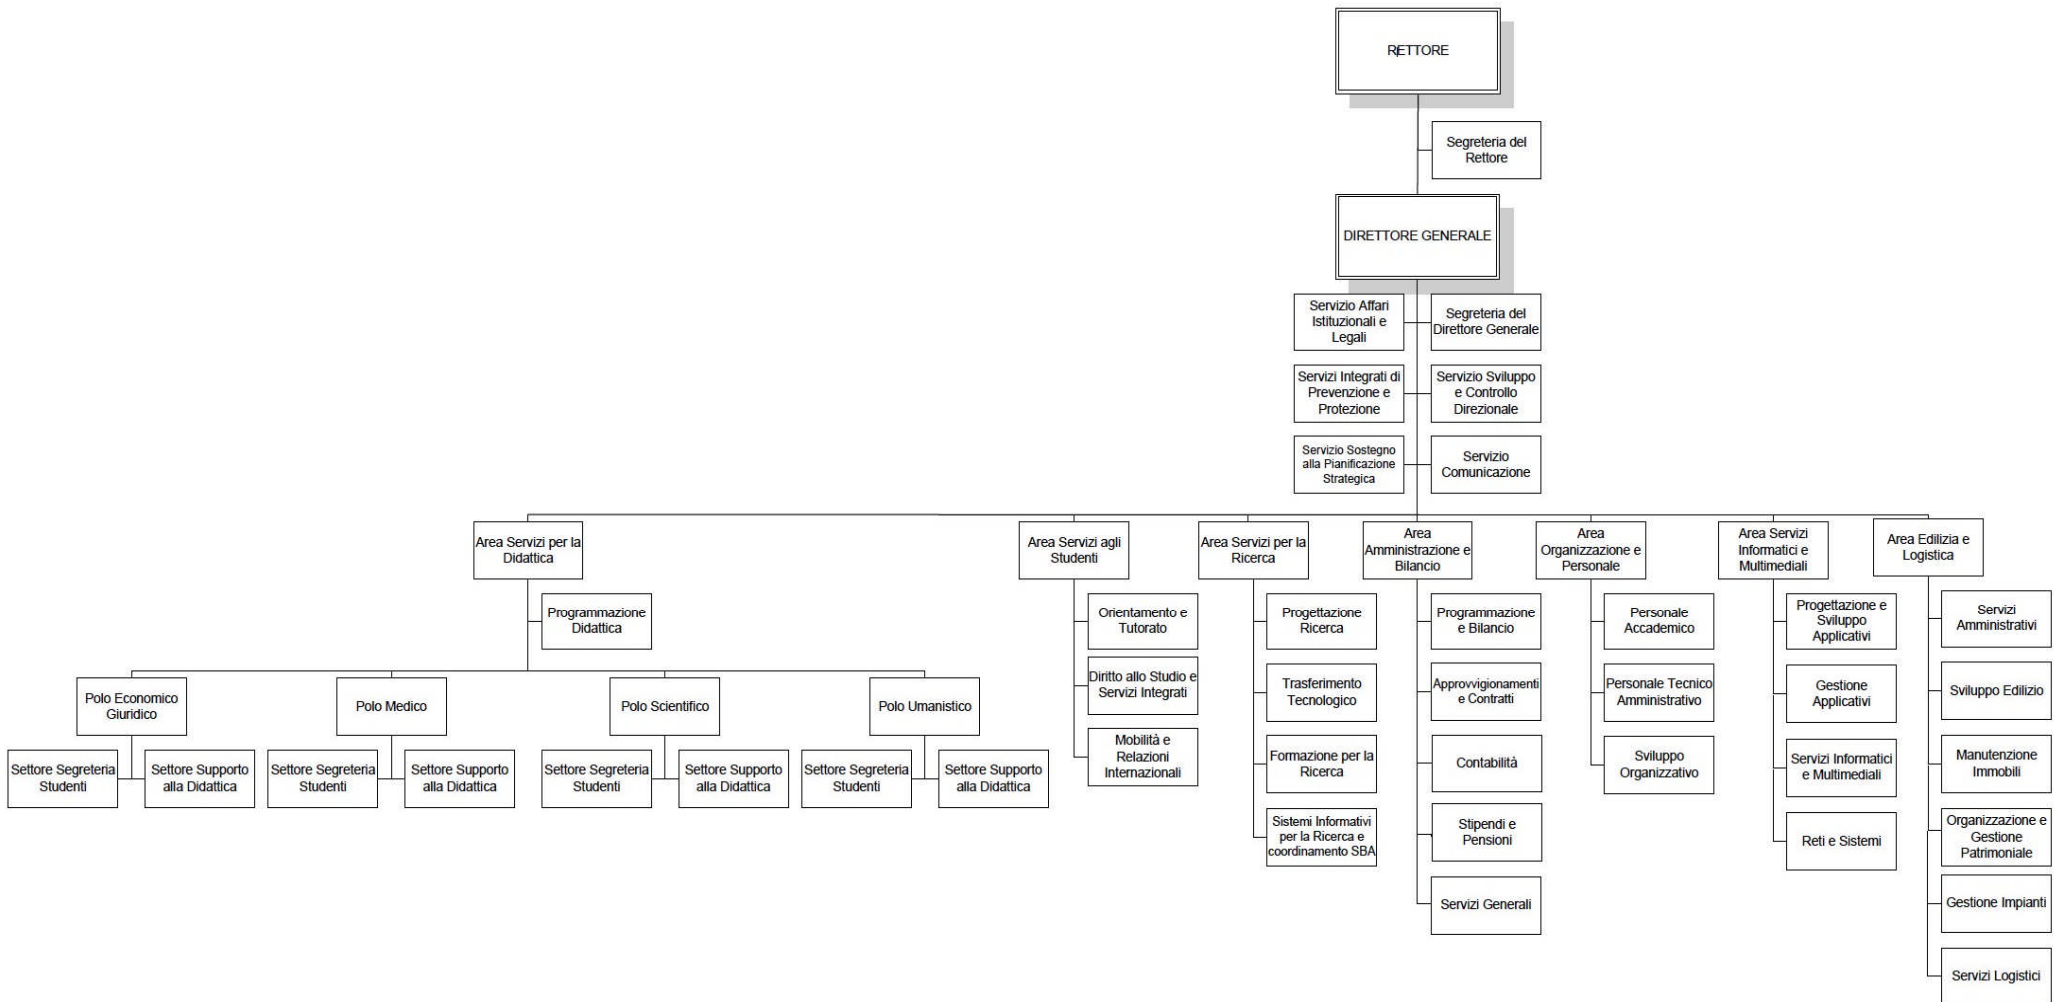 RETTORE
Segreteria del
Rettore
DIRETTORE GENERALE
Servizio Affari
Istituzionali e
Legali
Segreteria del
Direttore Generale
Servizi Integrati di
Prevenzione e
Protezione
Servizio Sviluppo
e Controllo
Direzionale
Servizio Sostegno
alla Pianificazione
Strategica
Servizio
Comunicazione
Area Servizi per la
Didattica
Area Servizi agli
Studenti
Area Servizi per la
Ricerca
Area
Amministrazione e
Bilancio
Area
Organizzazione e
Personale
Area Servizi
Informatici e
Multimediali
Area Edilizia e
Logistica
Programmazione
Didattica
Polo Economico
Giuridico
Polo Medico
Polo Scientifico
Polo Umanistico
Settore Segreteria
Studenti
Settore Supporto
alla Didattica
Settore Segreteria
Studenti
Settore Supporto
alla Didattica
Settore Segreteria
Studenti
Settore Supporto
alla Didattica
Settore Segreteria
Studenti
Settore Supporto
alla Didattica
Orientamento e
Tutorato
Diritto allo Studio e
Servizi Integrati
Mobilità e
Relazioni
Internazionali
Progettazione
Ricerca
Trasferimento
Tecnologico
Formazione per la
Ricerca
Sistemi Informativi
per la Ricerca e
coordinamento SBA
Programmazione
e Bilancio
Approvvigionamenti
e Contratti
Contabilità
Stipendi e
Pensioni
Servizi Generali
Personale
Accademico
Personale Tecnico
Amministrativo
Sviluppo
Organizzativo
Progettazione e
Sviluppo
Applicativi
Gestione
Applicativi
Servizi Informatici
e Multimediali
Reti e Sistemi
Servizi
Amministrativi
Sviluppo Edilizio
Manutenzione
Immobili
Organizzazione e
Gestione
Patrimoniale
Gestione Impianti
Servizi Logistici